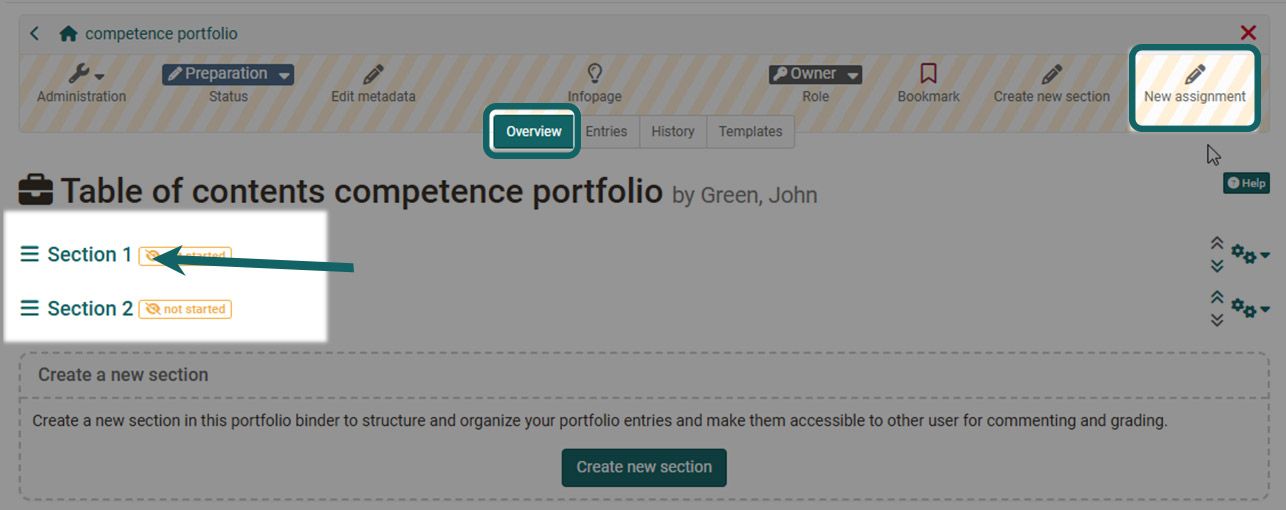 competence portfolio
Administration
Preparation
Status
Edit metadata
Infopage
Owner
Role
Bookmark
Create new section
New assignment
Overview Entries History Templates
Table of contents competence portfolio by Green, John
Help
Section 1 started
Section 2 not started
Create a new section
Create a new section in this portfolio binder to structure and organize your portfolio entries and make them accessible to other user for commenting and grading.
Create new section